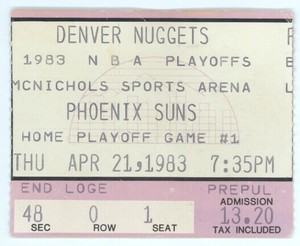 DENVER NUGGETS
1983 NBA PLAYOFFS
MCNICHOLS SPORTS ARENA
PHOENIX SUNS
HOME PLAYOFF GAME #1
THU APR 21,1983 7:35PM
END LOGE PREPUL
48 0 1 ADMISSION 13.20
SEC ROW SEAT TAX INCLUDED